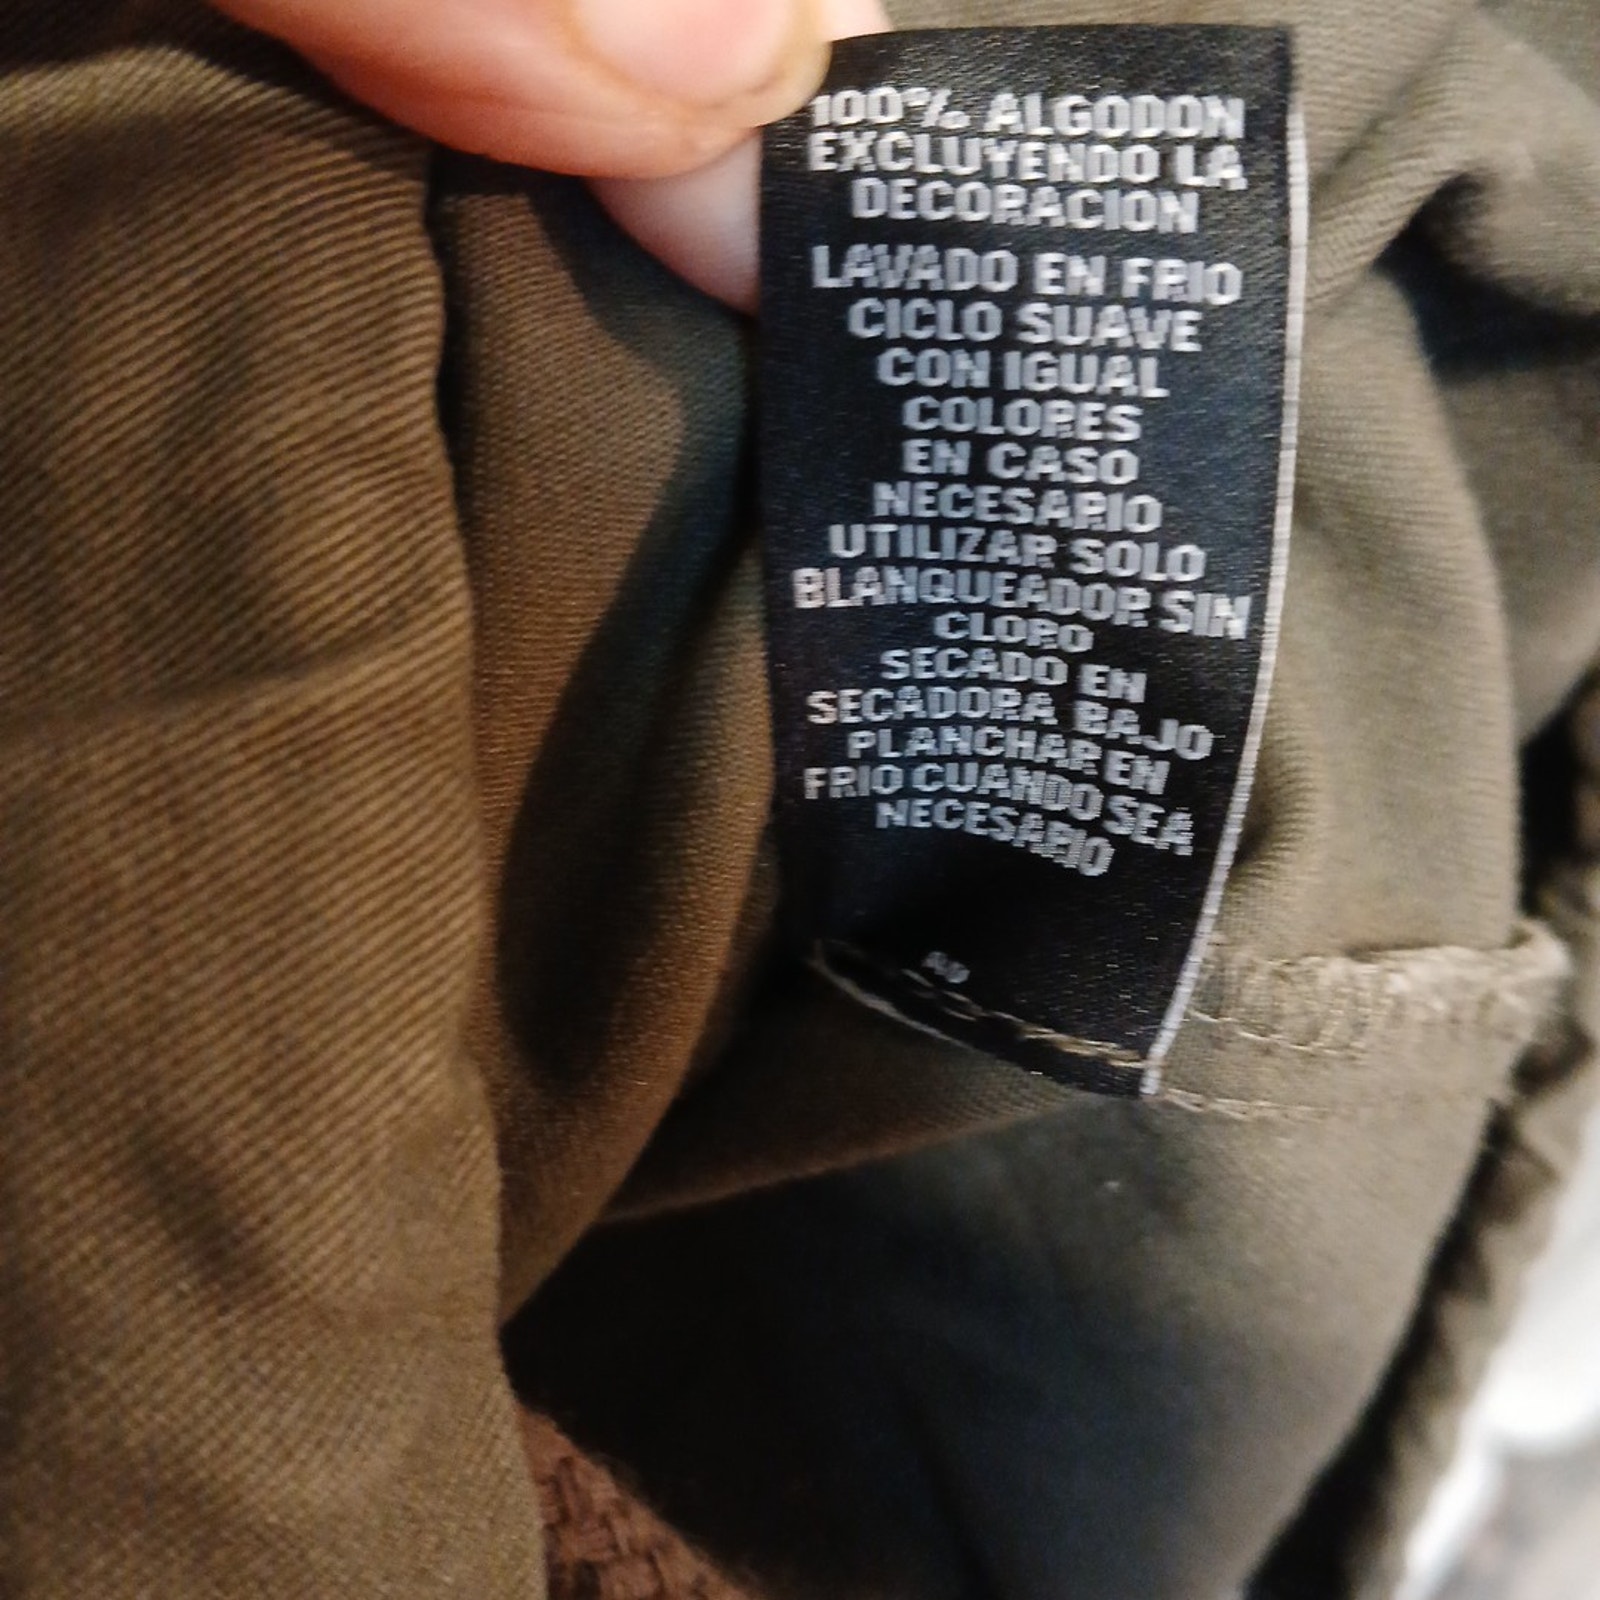 100% ALGODON
EXCLUYENDO LA
DECORACION
LAVADO EN FRIO
CICLO SUAVE
CON IGUAL
COLORES
EN CASO
NECESARIO
UTILIZAR SOLO
BLANQUEADOR SIN
CLORO
SECADO EN
SECADORA BAJO
PLANCHAR EN
FRIO CUANDO SEA
NECESARIO